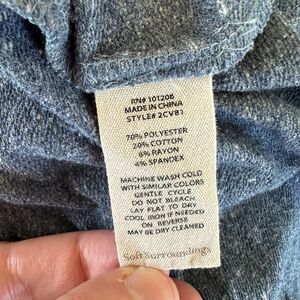 RN# 101206
MADE IN CHINA
STYLE# 2CV81
70% POLYESTER
20% COTTON
6% RAYON
4% SPANDEX
MACHINE WASH COLD
WITH SIMILAR COLORS
GENTLE CYCLE
DO NOT BLEACH
LAY FLAT TO DRY
COOL IRON IF NEEDED
ON REVERSE
MAY BE DRY CLEANED
Soft Surroundings